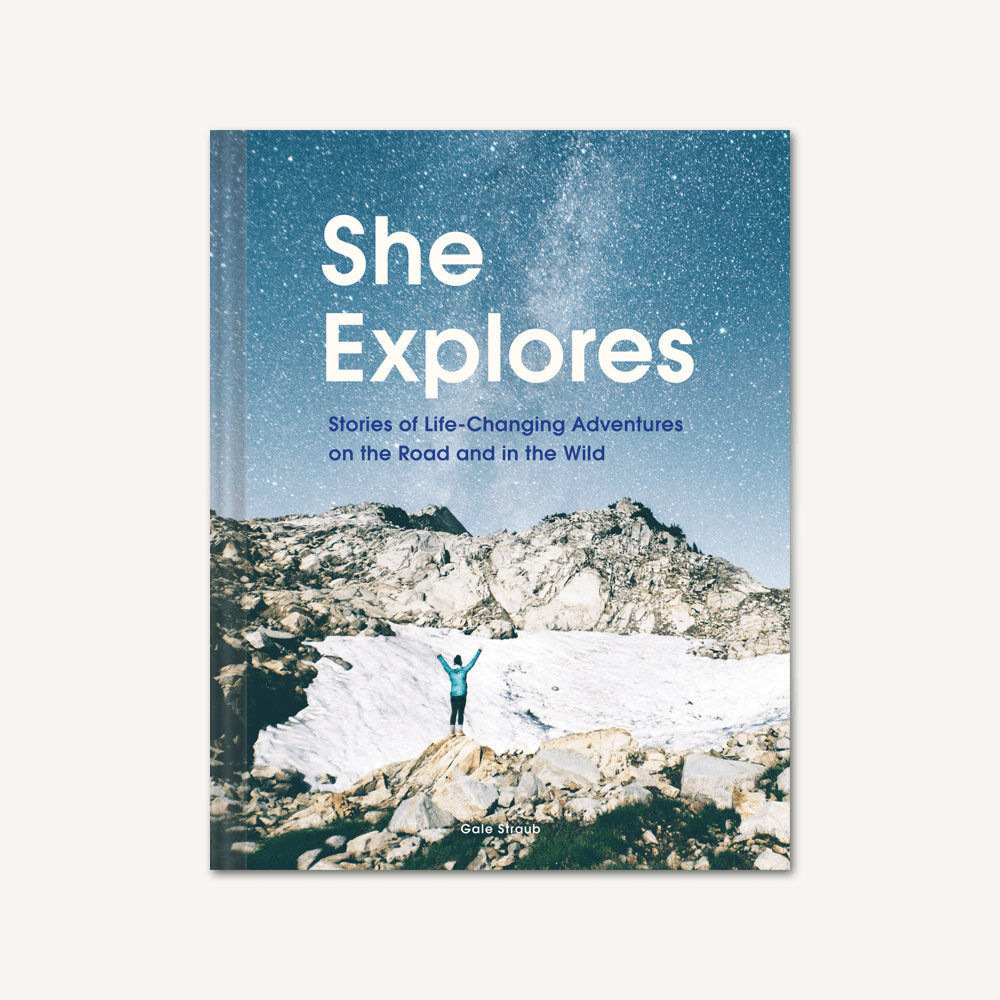 She
Explores
Stories of Life-Changing Adventures
on the Road and in the Wild
Gale Straub